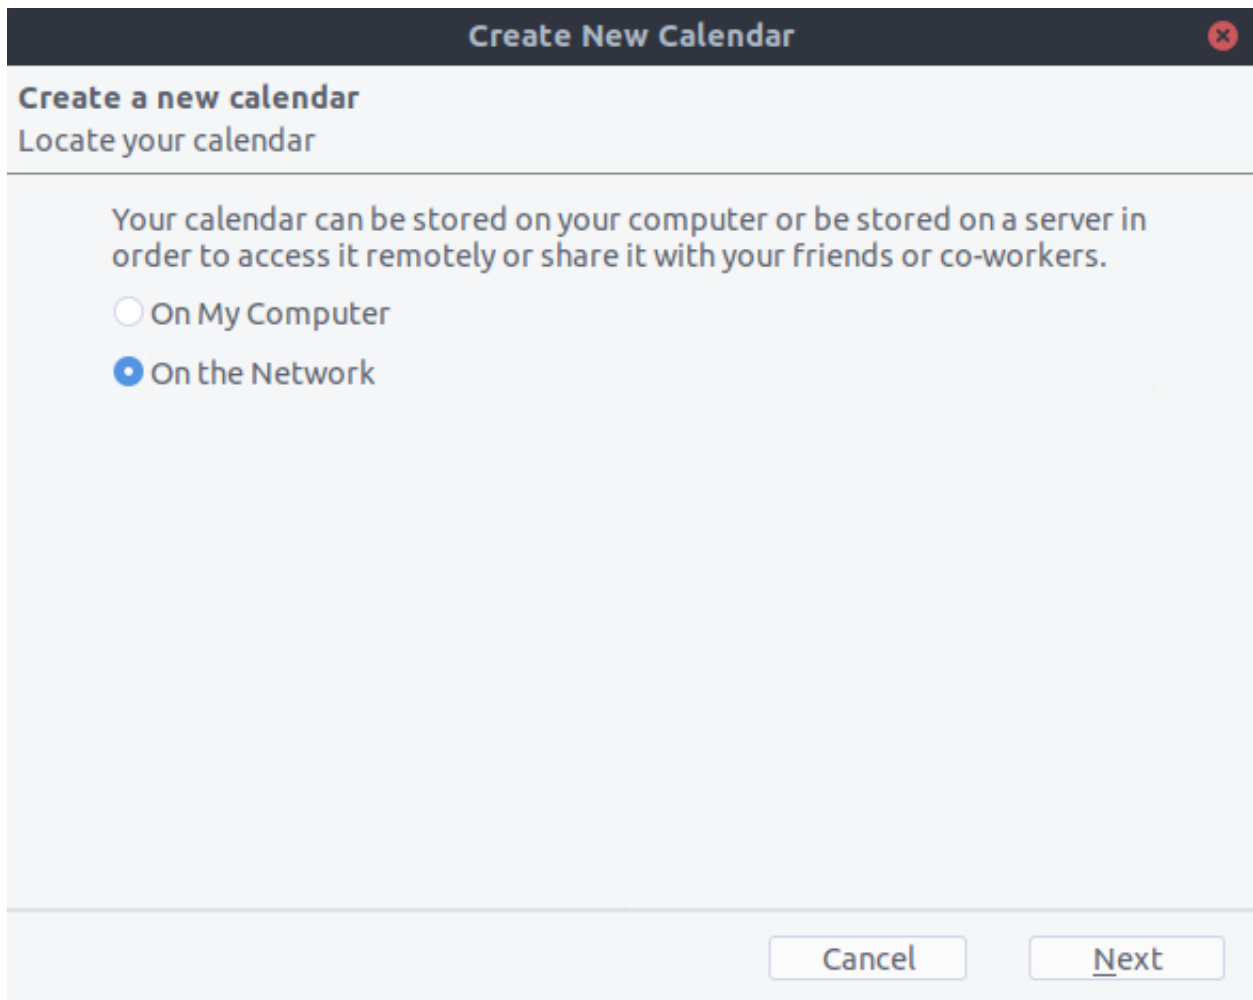 Create New Calendar
Create a new calendar
Locate your calendar
Your calendar can be stored on your computer or be stored on a server in
order to access it remotely or share it with your friends or co-workers.
On My Computer
On the Network
Cancel
Next